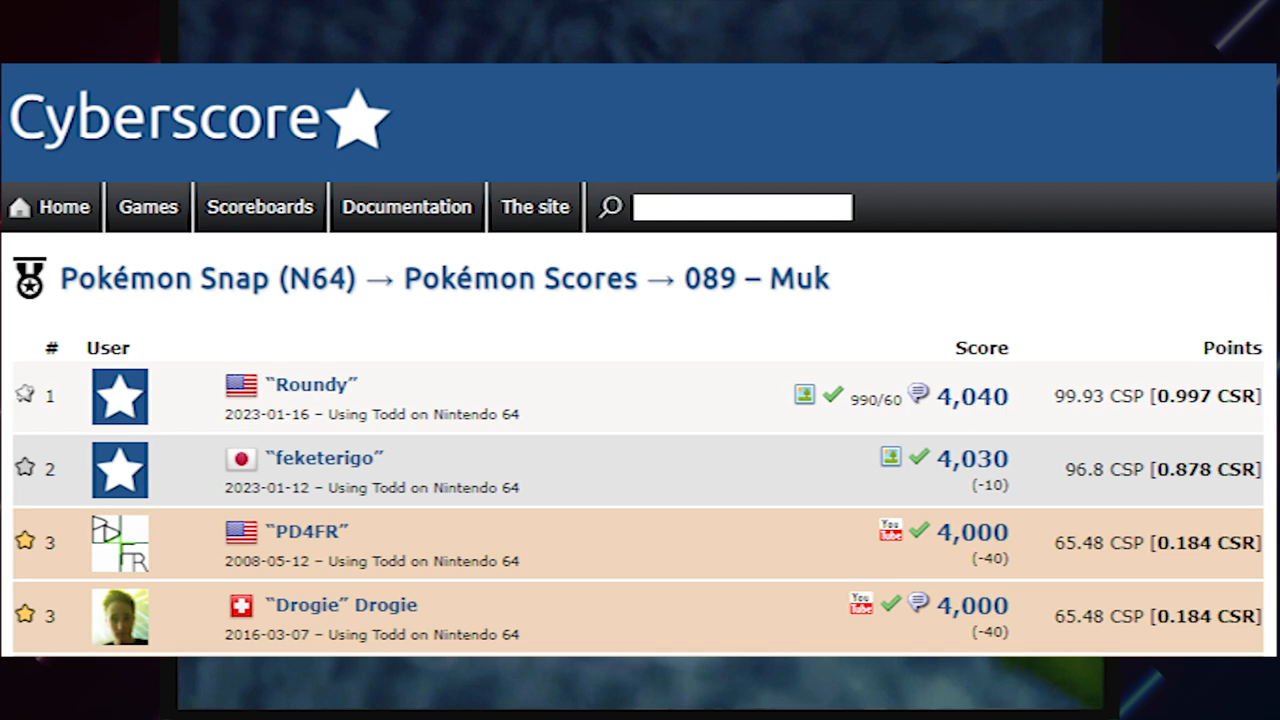 Cyberscore
Home Games Scoreboards Documentation The site
Pokémon Snap (N64) → Pokémon Scores → 089 – Muk
# User Score Points
1 “Roundy” 990/60 4,040 99.93 CSP [0.997 CSR]
2023-01-16 – Using Todd on Nintendo 64
2 “feketerigo” 4,030 96.8 CSP [0.878 CSR]
2023-01-12 – Using Todd on Nintendo 64 (-10)
3 “PD4FR” You Tube 4,000 65.48 CSP [0.184 CSR]
2008-05-12 – Using Todd on Nintendo 64 (-40)
3 “Drogie” Drogie You Tube 4,000 65.48 CSP [0.184 CSR]
2016-03-07 – Using Todd on Nintendo 64 (-40)